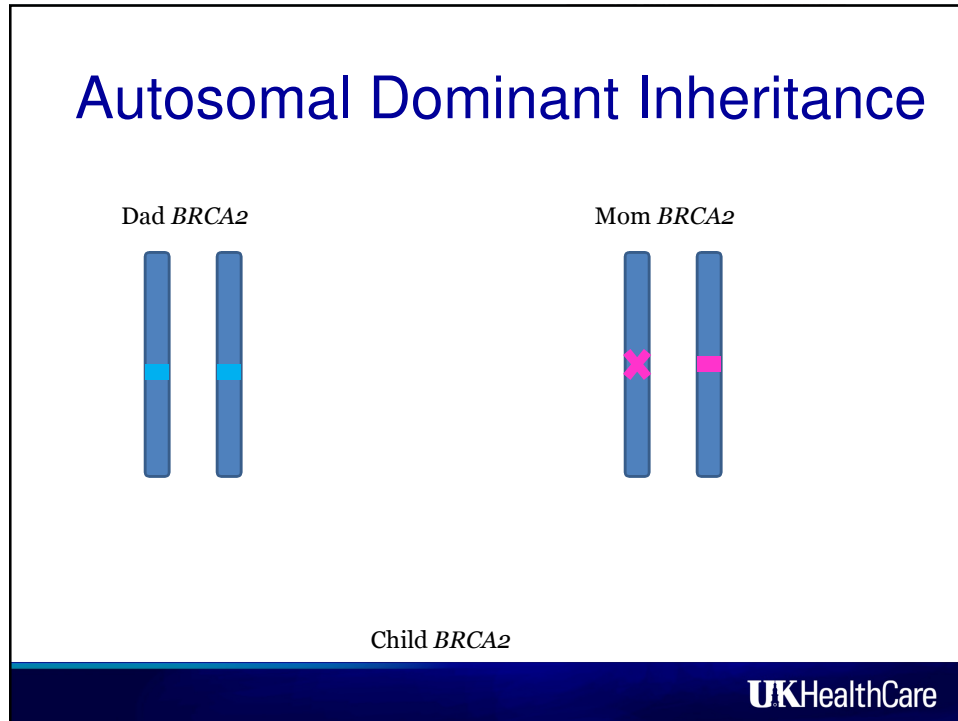 Autosomal Dominant Inheritance
Dad BRCA2
Mom BRCA2
Child BRCA2
UKHealthCare